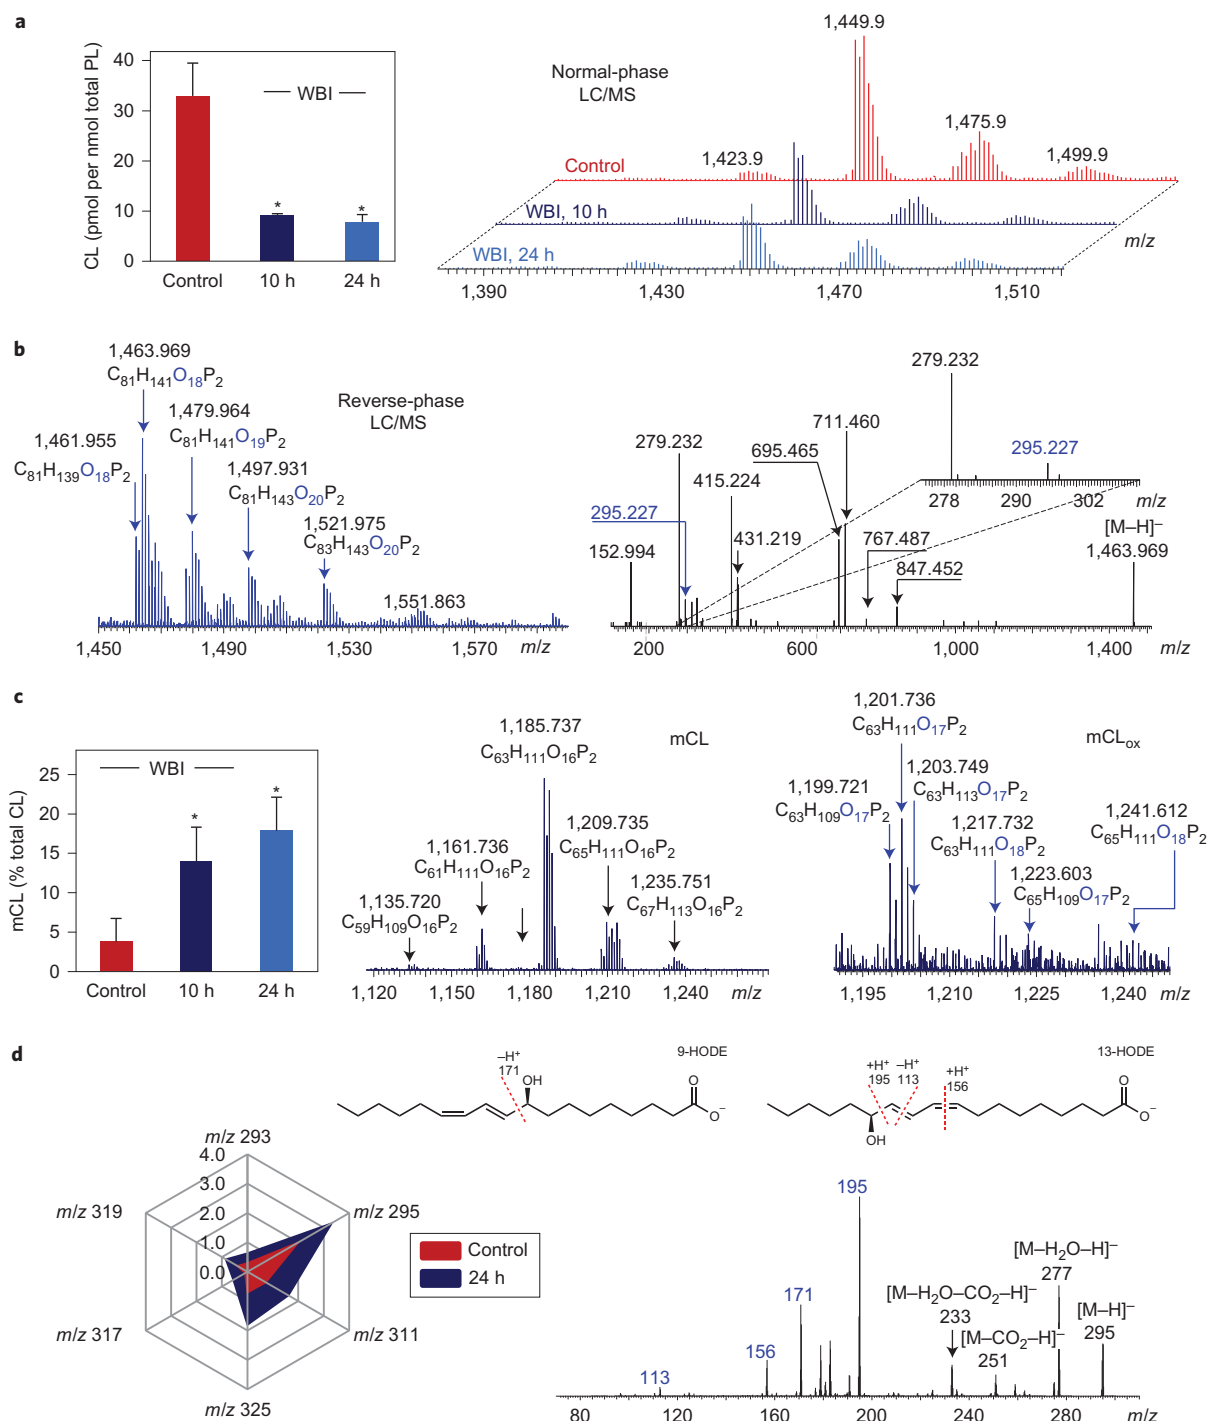 a
CL (pmol per nmol total PL)
40
30
20
10
0
WBI
*
*
Control
10 h
24 h
Normal-phase
LC/MS
1,449.9
1,475.9
1,423.9
1,499.9
Control
WBI, 10 h
WBI, 24 h
m/z
1,390
1,430
1,470
1,510
b
1,463.969
C81H141O18P2
1,479.964
C81H141O19P2
1,461.955
C81H139O18P2
1,497.931
C81H143O20P2
1,521.975
C83H143O20P2
1,551.863
Reverse-phase
LC/MS
1,450
1,490
1,530
1,570
m/z
279.232
295.227
278
290
302
m/z
711.460
279.232
695.465
415.224
295.227
431.219
152.994
767.487
847.452
[M–H]–
1,463.969
200
600
1,000
1,400
m/z
c
mCL (% total CL)
25
20
15
10
5
0
WBI
*
*
Control
10 h
24 h
mCL
1,185.737
C63H111O16P2
1,209.735
C65H111O16P2
1,161.736
C61H111O16P2
1,235.751
C67H113O16P2
1,135.720
C59H109O16P2
1,120
1,150
1,180
1,210
1,240
m/z
mCLox
1,201.736
C63H111O17P2
1,203.749
C63H113O17P2
1,199.721
C63H109O17P2
1,217.732
C63H111O18P2
1,241.612
C65H111O18P2
1,223.603
C65H109O17P2
1,195
1,210
1,225
1,240
m/z
d
–H+
171
OH
9-HODE
O
O–
+H+
195
–H+
113
+H+
156
13-HODE
OH
O
O–
m/z 293
4.0
3.0
2.0
1.0
0.0
m/z 319
m/z 295
m/z 317
m/z 311
m/z 325
Control
24 h
195
171
156
113
[M–H2O–H]–
277
[M–H2O–CO2–H]–
233
[M–H]–
295
[M–CO2–H]–
251
80
120
160
200
240
280
m/z